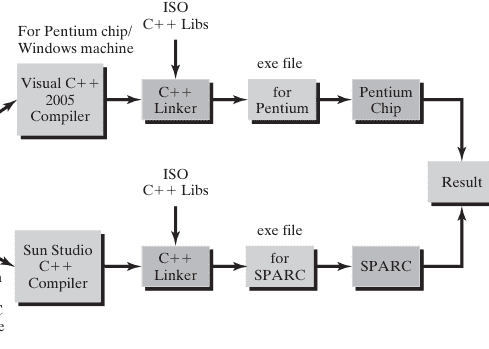 ISO
C++ Libs
For Pentium chip/
Windows machine
exe file
Visual C++
2005
Compiler
C++
Linker
for
Pentium
Pentium
Chip
ISO
C++ Libs
Result
exe file
Sun Studio
C++
Compiler
C++
Linker
for
SPARC
SPARC